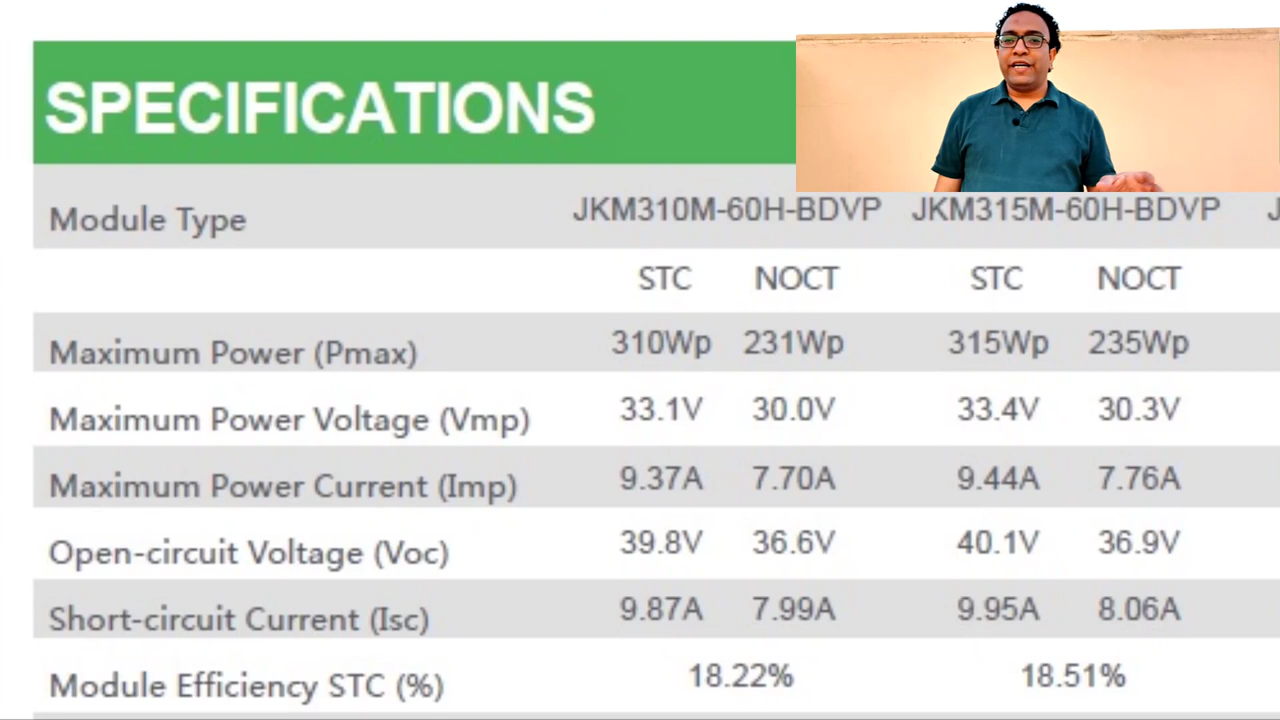 SPECIFICATIONS
Module Type JKM310M-60H-BDVP JKM315M-60H-BDVP J
STC NOCT STC NOCT
Maximum Power (Pmax) 310Wp 231Wp 315Wp 235Wp
Maximum Power Voltage (Vmp) 33.1V 30.0V 33.4V 30.3V
Maximum Power Current (Imp) 9.37A 7.70A 9.44A 7.76A
Open-circuit Voltage (Voc) 39.8V 36.6V 40.1V 36.9V
Short-circuit Current (Isc) 9.87A 7.99A 9.95A 8.06A
Module Efficiency STC (%) 18.22% 18.51%